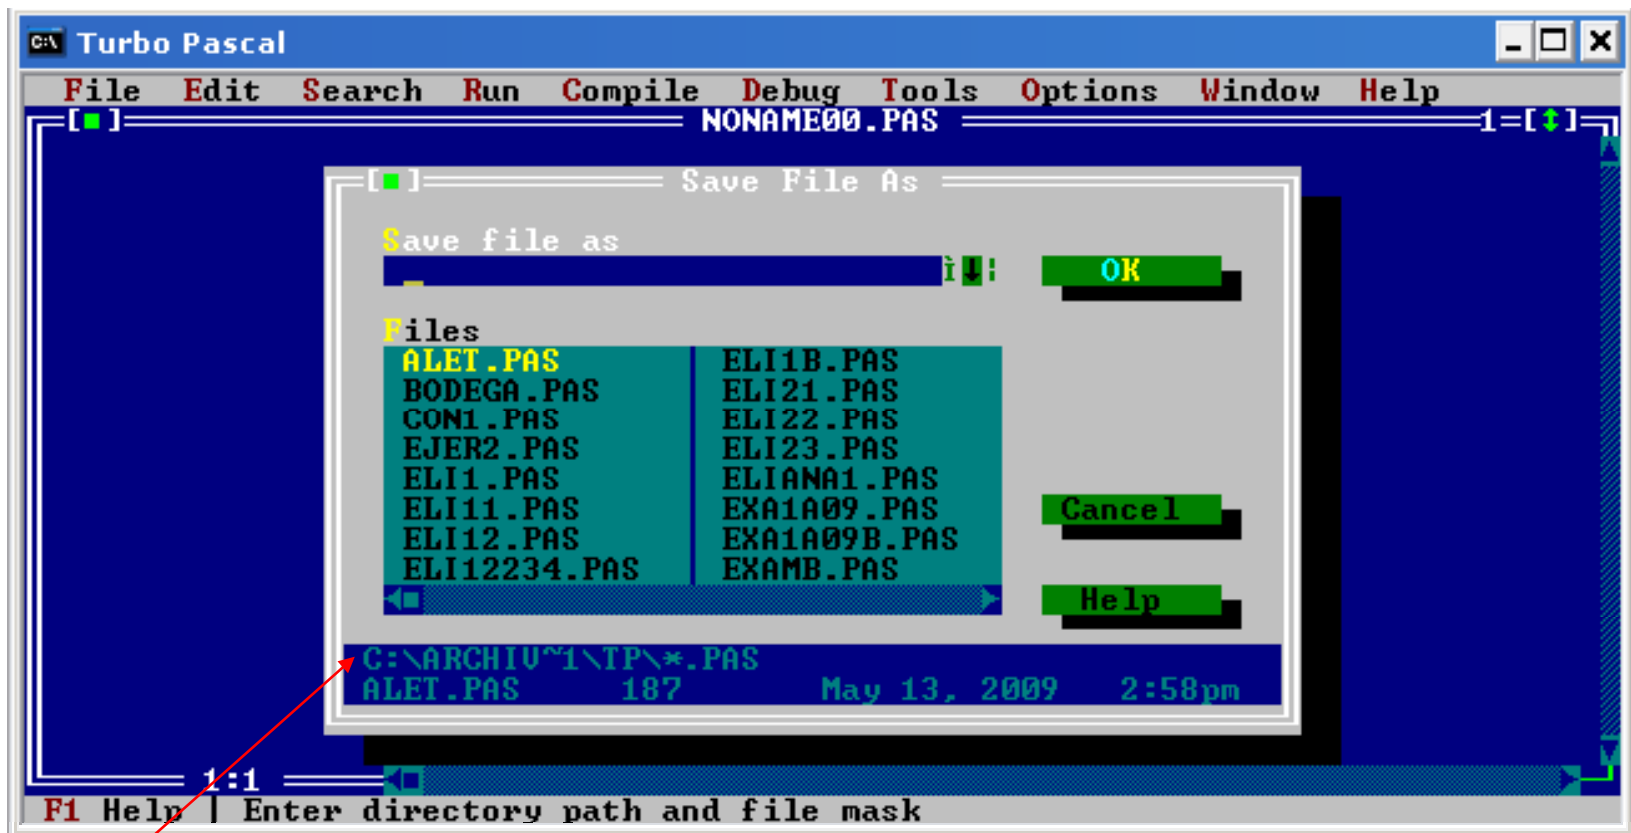 C:\ Turbo Pascal
File Edit Search Run Compile Debug Tools Options Window Help
[■] NONAME00.PAS 1=[↕]
[■] Save File As
Save file as
ì↓¦ OK
Files
ALET.PAS ELI1B.PAS
BODEGA.PAS ELI21.PAS
CON1.PAS ELI22.PAS
EJER2.PAS ELI23.PAS
ELI1.PAS ELIANA1.PAS
ELI11.PAS EXA1A09.PAS Cancel
ELI12.PAS EXA1A09B.PAS
ELI12234.PAS EXAMB.PAS
Help
C:\ARCHIV~1\TP\*.PAS
ALET.PAS 187 May 13, 2009 2:58pm
1:1
F1 Help | Enter directory path and file mask